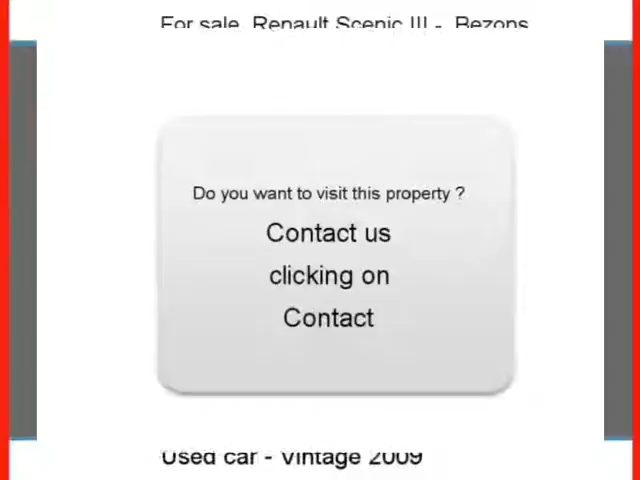 For sale Renault Scenic III - Bezons
Do you want to visit this property ?
Contact us
clicking on
Contact
Used car - Vintage 2009